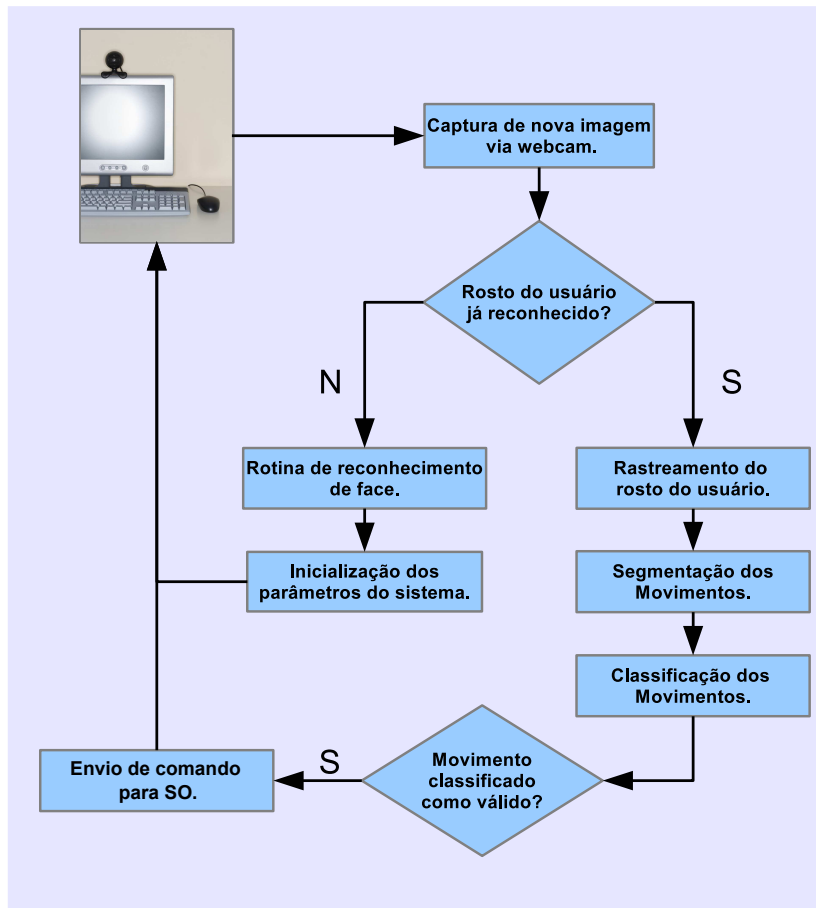 Captura de nova imagem
via webcam.
Rosto do usuário
já reconhecido?
N
S
Rotina de reconhecimento
de face.
Rastreamento do
rosto do usuário.
Inicialização dos
parâmetros do sistema.
Segmentação dos
Movimentos.
Classificação dos
Movimentos.
Movimento
classificado
como válido?
S
Envio de comando
para SO.